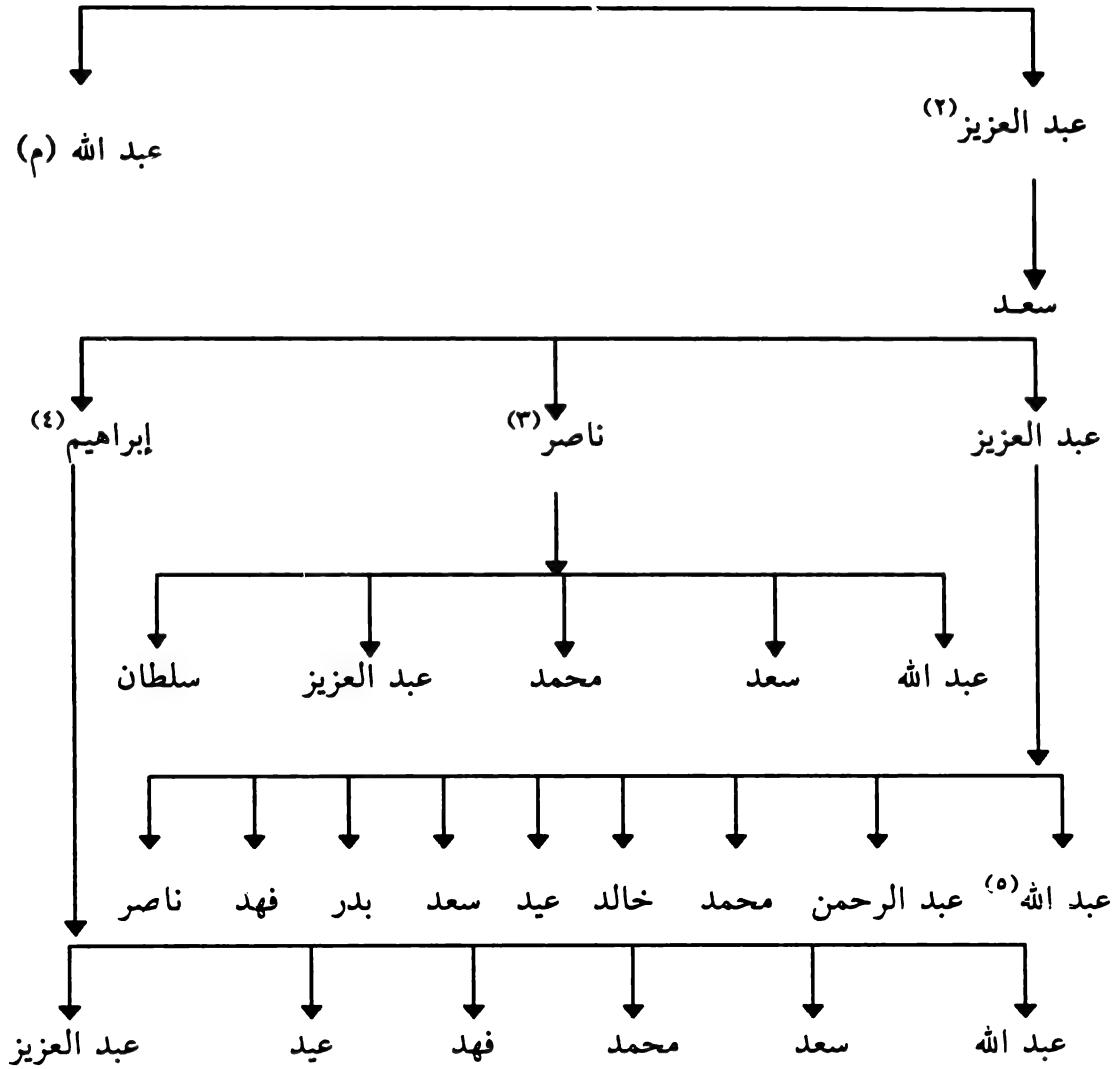 عبد العزيز(٢) عبد الله (م)
سعـد
عبد العزيز ناصر(٣) إبراهيم(٤)
عبد الله سعد محمد عبد العزيز سلطان
عبد الله(٥) عبد الرحمن محمد خالد عيد سعد بدر فهد ناصر
عبد الله سعد محمد فهد عيد عبد العزيز